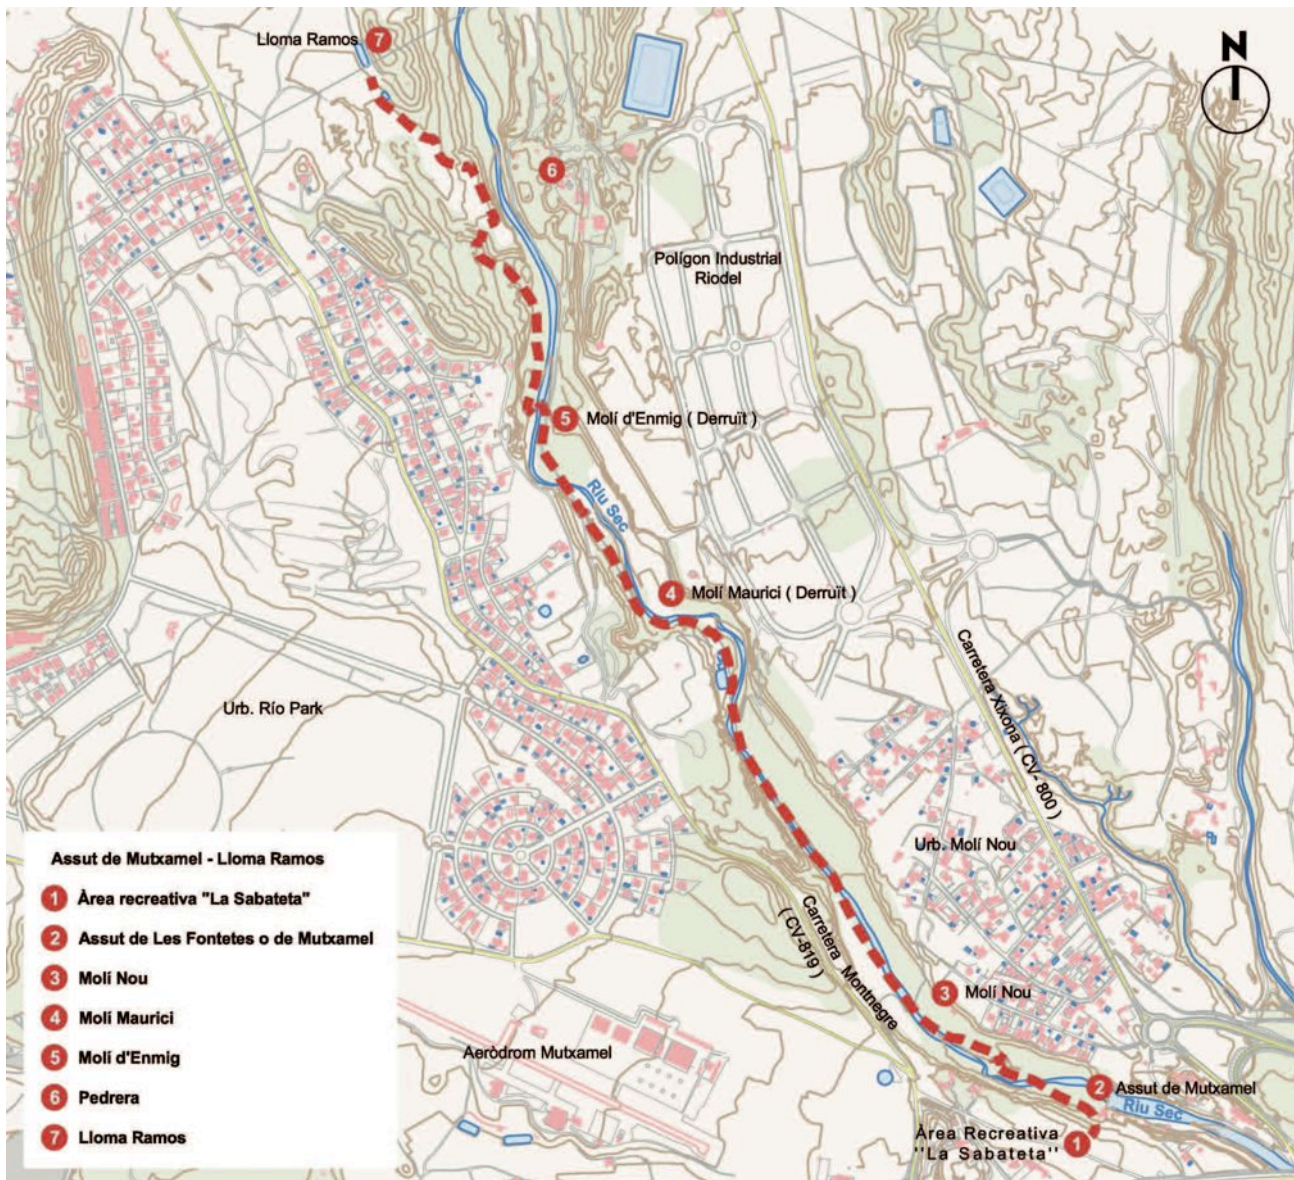 Lloma Ramos 7
N
6
Polígon Industrial
Riodel
5 Molí d'Enmig ( Derruït )
Riu Sec
4 Molí Maurici ( Derruït )
Carretera Xixona ( CV- 800 )
Urb. Río Park
Urb. Molí Nou
Carretera Montnegre
( CV-819 )
3 Molí Nou
Aeròdrom Mutxamel
2 Assut de Mutxamel
Riu Sec
Àrea Recreativa
''La Sabateta'' 1
Assut de Mutxamel - Lloma Ramos
1 Àrea recreativa "La Sabateta"
2 Assut de Les Fontetes o de Mutxamel
3 Molí Nou
4 Molí Maurici
5 Molí d'Enmig
6 Pedrera
7 Lloma Ramos